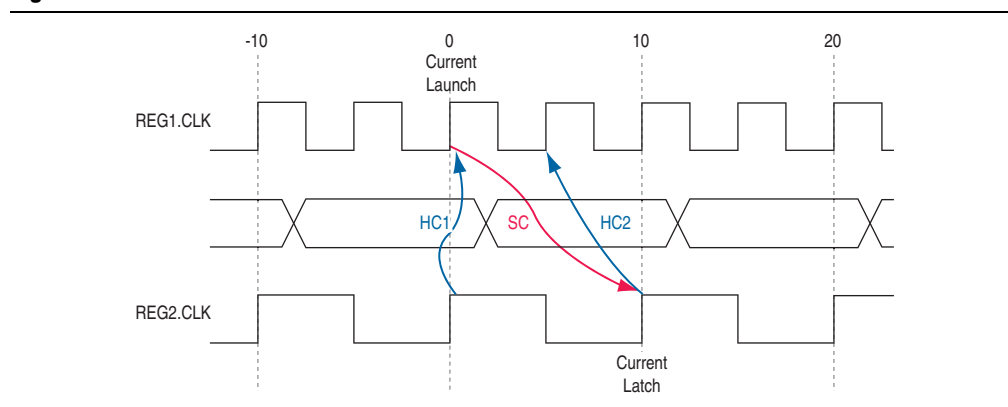 -10 0 10 20
Current
Launch
REG1.CLK
HC1 SC HC2
REG2.CLK
Current
Latch